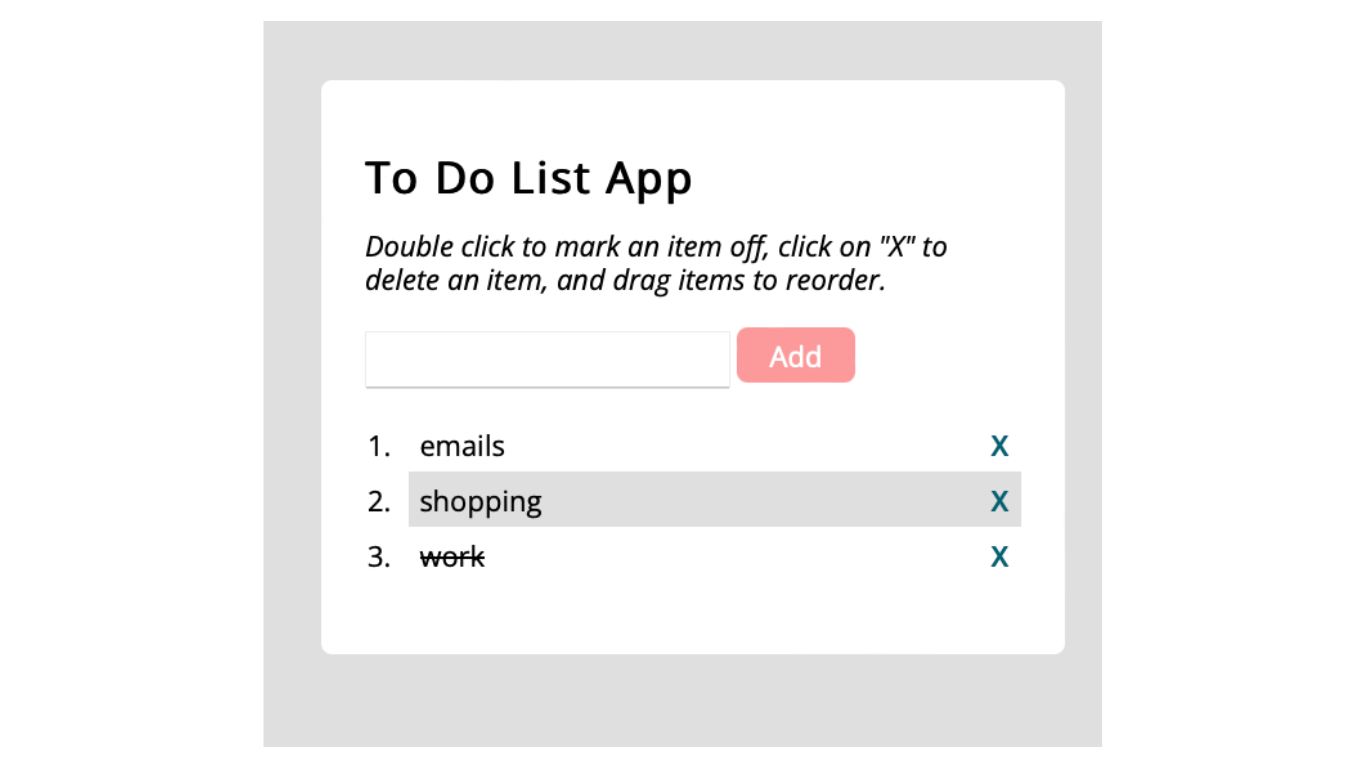 To Do List App
Double click to mark an item off, click on "X" to
delete an item, and drag items to reorder.
Add
1. emails X
2. shopping X
3. work X